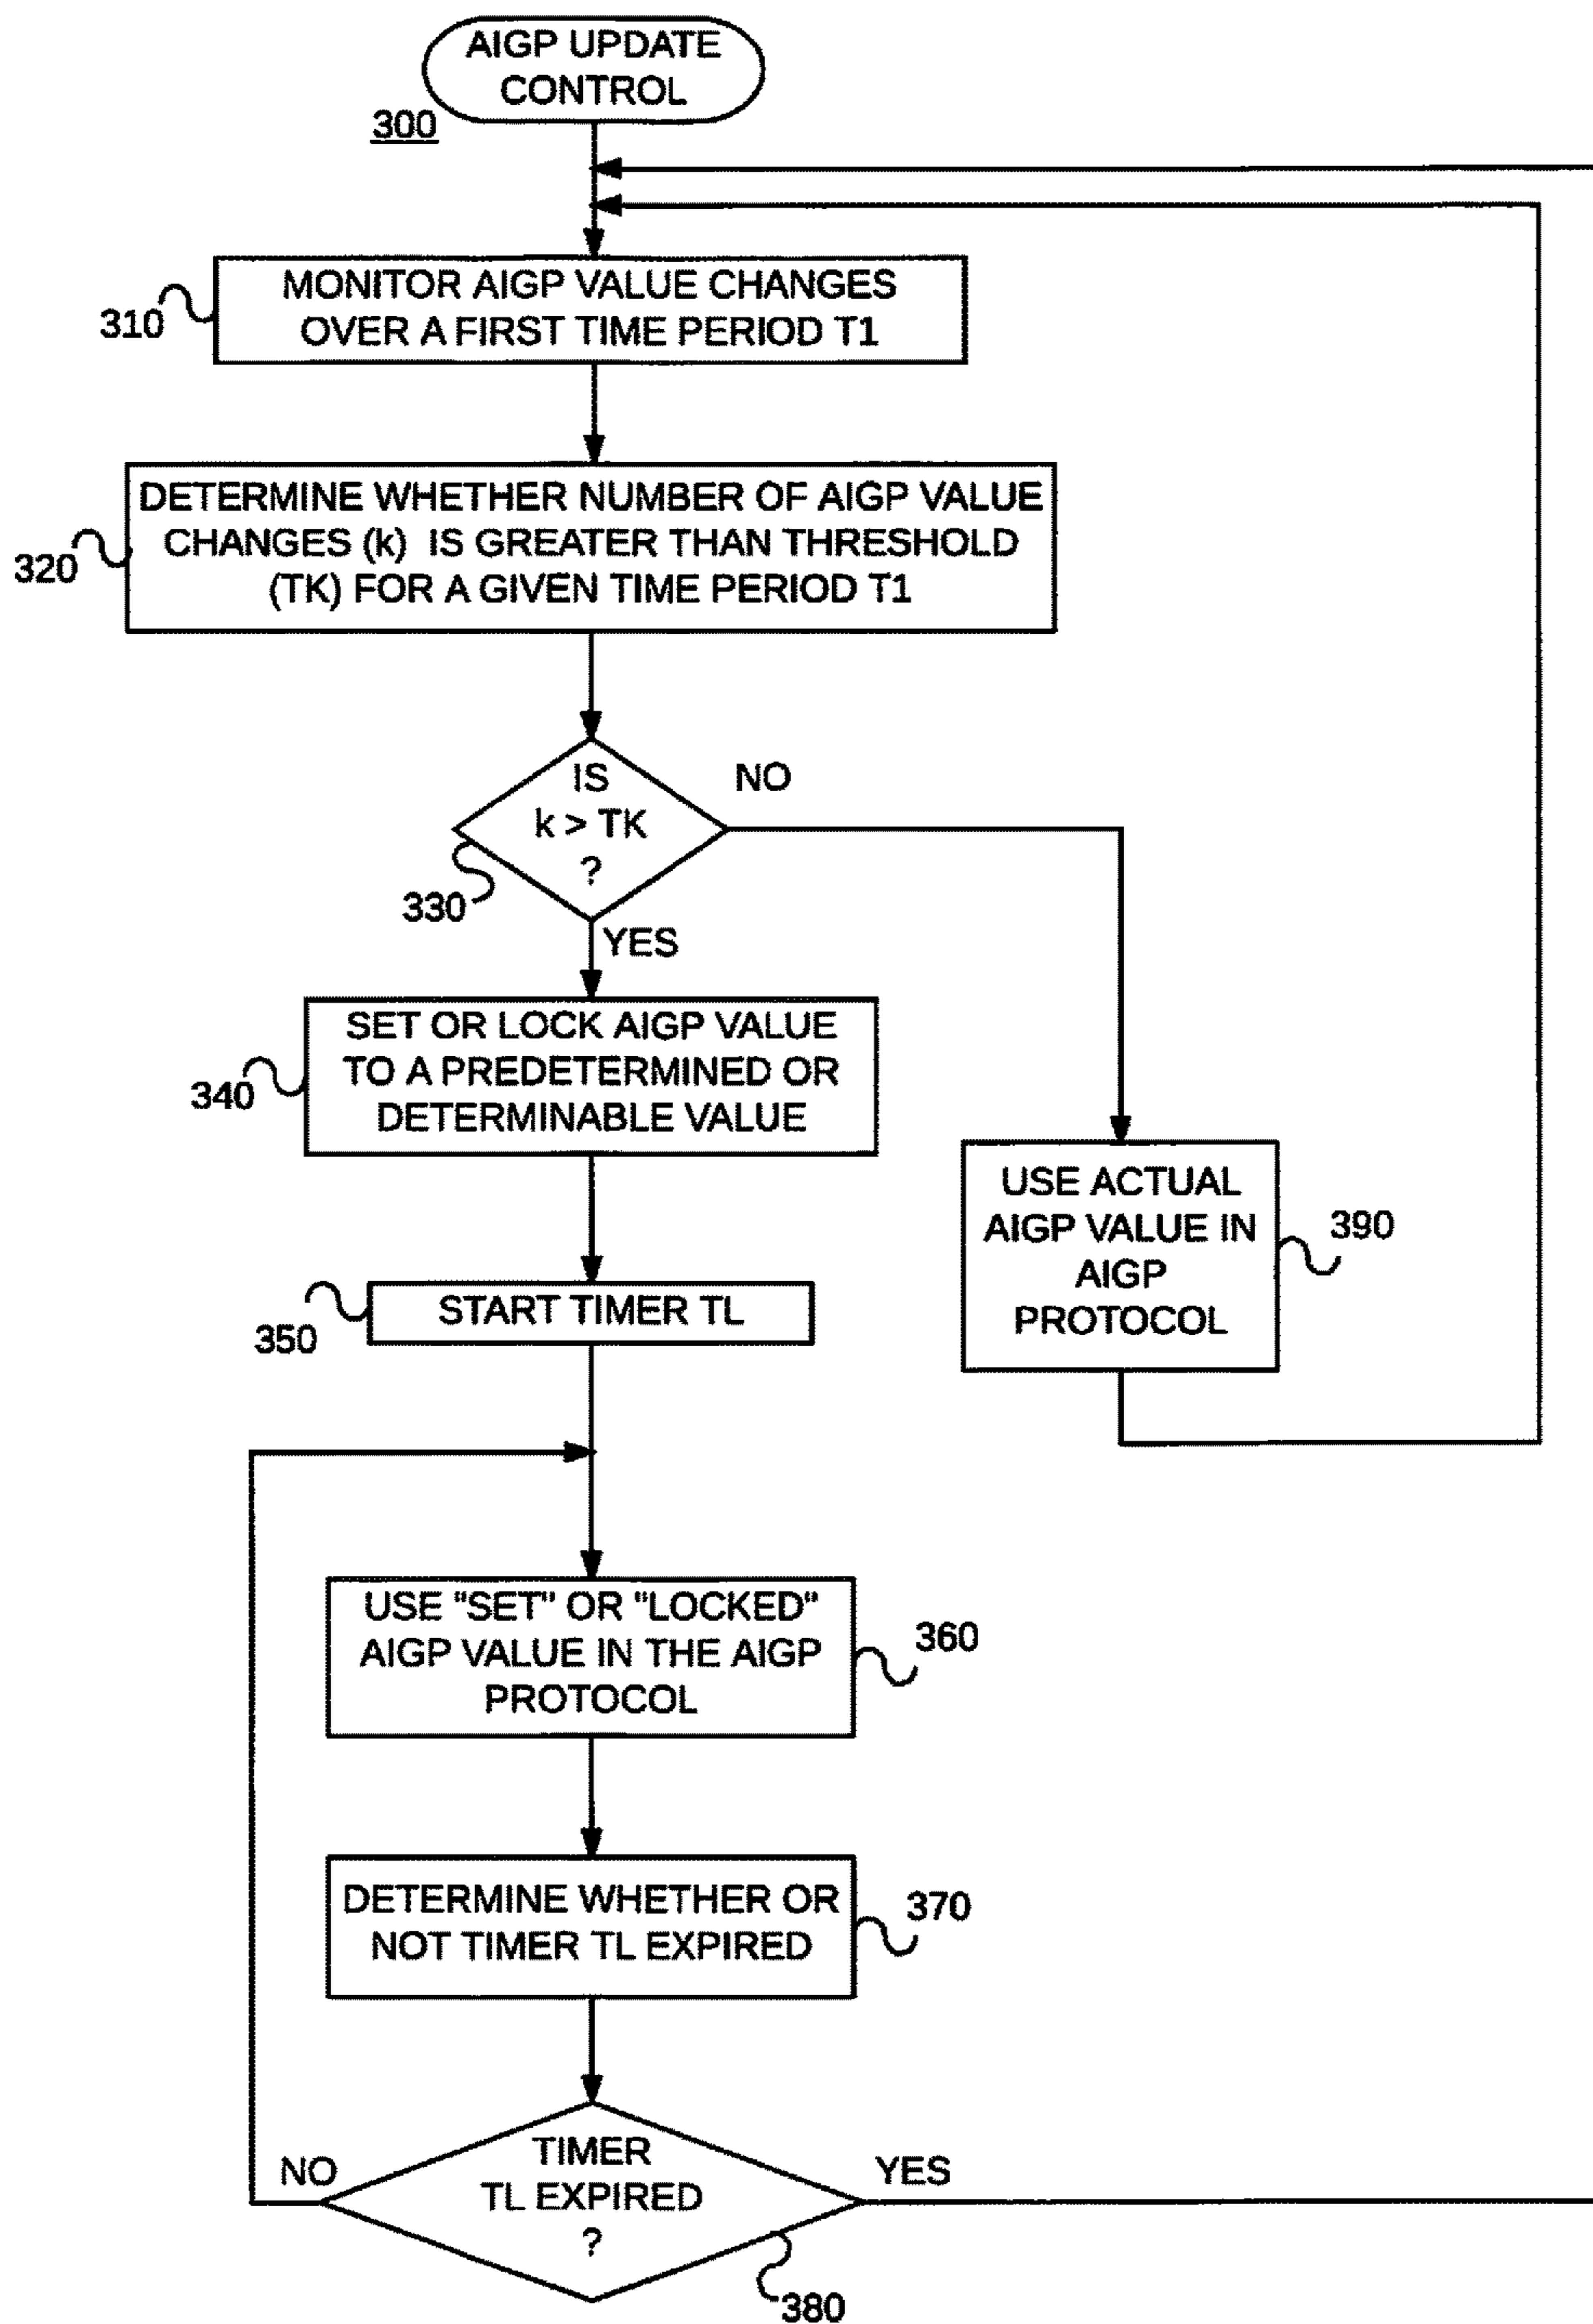 AIGP UPDATE
CONTROL
300
MONITOR AIGP VALUE CHANGES
OVER A FIRST TIME PERIOD T1
310
DETERMINE WHETHER NUMBER OF AIGP VALUE
CHANGES (k) IS GREATER THAN THRESHOLD
(TK) FOR A GIVEN TIME PERIOD T1
320
IS
k > TK
?
NO
330
YES
SET OR LOCK AIGP VALUE
TO A PREDETERMINED OR
DETERMINABLE VALUE
340
USE ACTUAL
AIGP VALUE IN
AIGP
PROTOCOL
390
START TIMER TL
350
USE "SET" OR "LOCKED"
AIGP VALUE IN THE AIGP
PROTOCOL
360
DETERMINE WHETHER OR
NOT TIMER TL EXPIRED
370
TIMER
TL EXPIRED
?
NO
YES
380